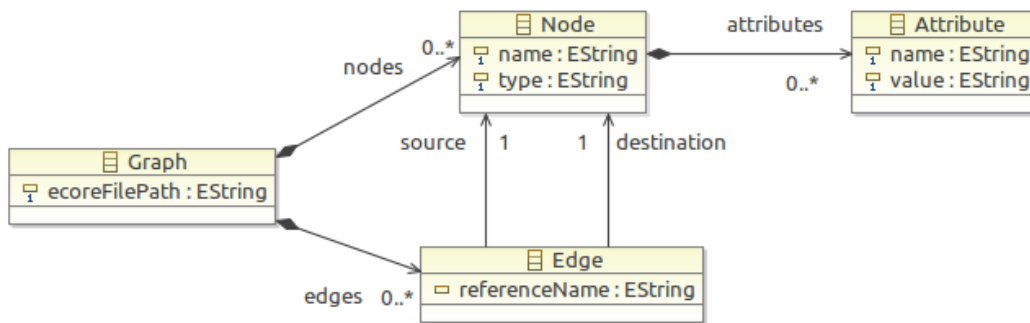 Node
name : EString
type : EString
attributes
0..*
Attribute
name : EString
value : EString
0..*
nodes
source
1
1
destination
Graph
ecoreFilePath : EString
Edge
referenceName : EString
edges
0..*